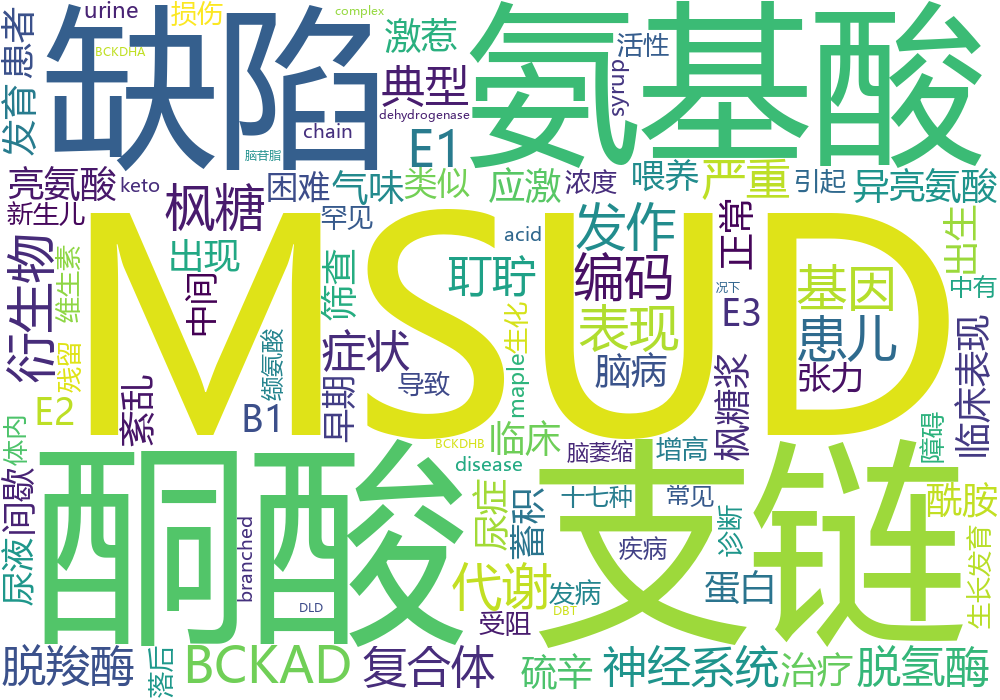 urine
损伤
complex
缺陷
氨基酸
患者
发育
BCKDHA
激惹
活性
典型
syrup
dehydrogenase
chain
E1
脑苷脂
亮氨酸
keto
枫糖
困难
气味
类似
应激
浓度
喂养
严重
引起
异亮氨酸
新生儿
罕见
MSUD
发作
正常
出生
acid
衍生物
维生素
出现
筛查
耵聍
编码
况下
基因
中有
中间
E3
表现
患儿
残留
紊乱
症状
缬氨酸
生化
脑病
张力
导致
maple
枫糖浆
临床表现
E2
B1
早期
体内
BCKDHB
临床
脑萎缩
增高
障碍
酮酸
支链
disease
间歇
尿症
蓄积
十七种
常见
酰胺
诊断
疾病
尿液
branched
代谢
发病
蛋白
生长发育
DLD
DBT
受阻
脱羧酶
落后
BCKAD
复合体
硫辛
神经系统
治疗
脱氢酶